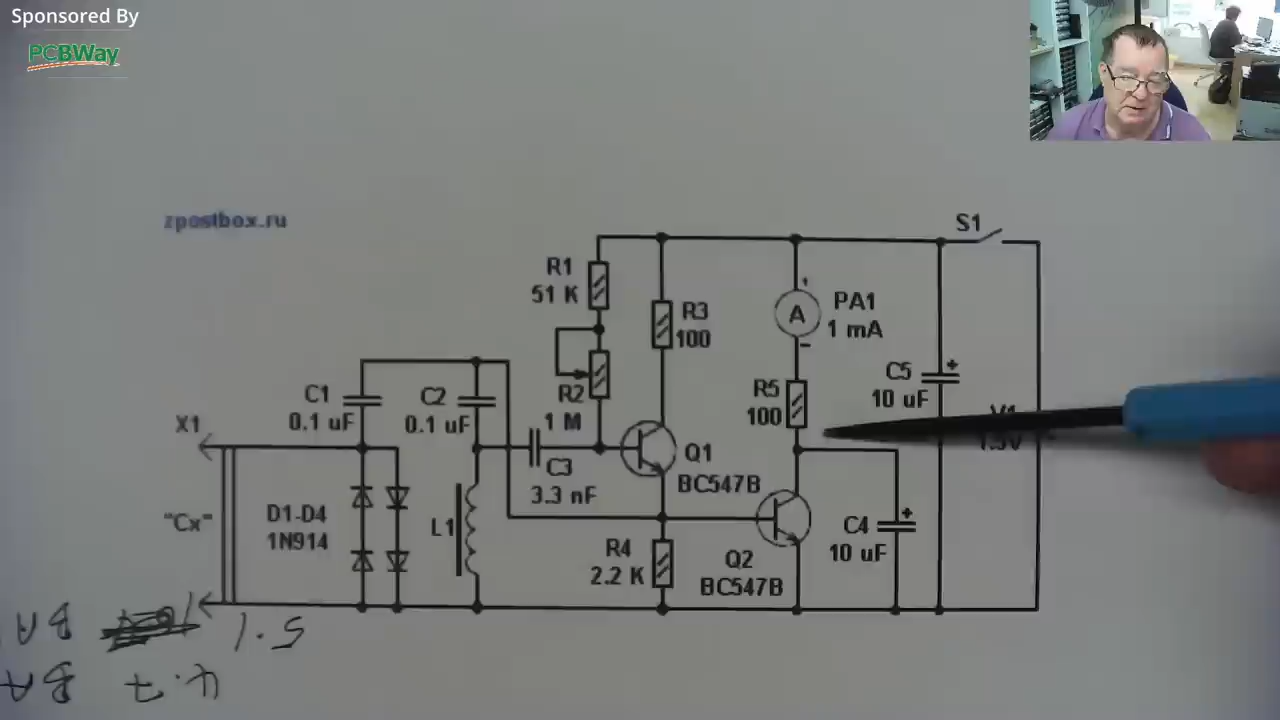 Sponsored By
PCBWay
zpostbox.ru
S1
R1
51 K
R3
100
PA1
1 mA
A
+
−
C5
10 uF
+
R5
100
R2
1 M
C1
0.1 uF
C2
0.1 uF
X1
C3
3.3 nF
Q1
BC547B
"Cx"
D1-D4
1N914
L1
R4
2.2 K
Q2
BC547B
C4
10 uF
+
1.5
4.7